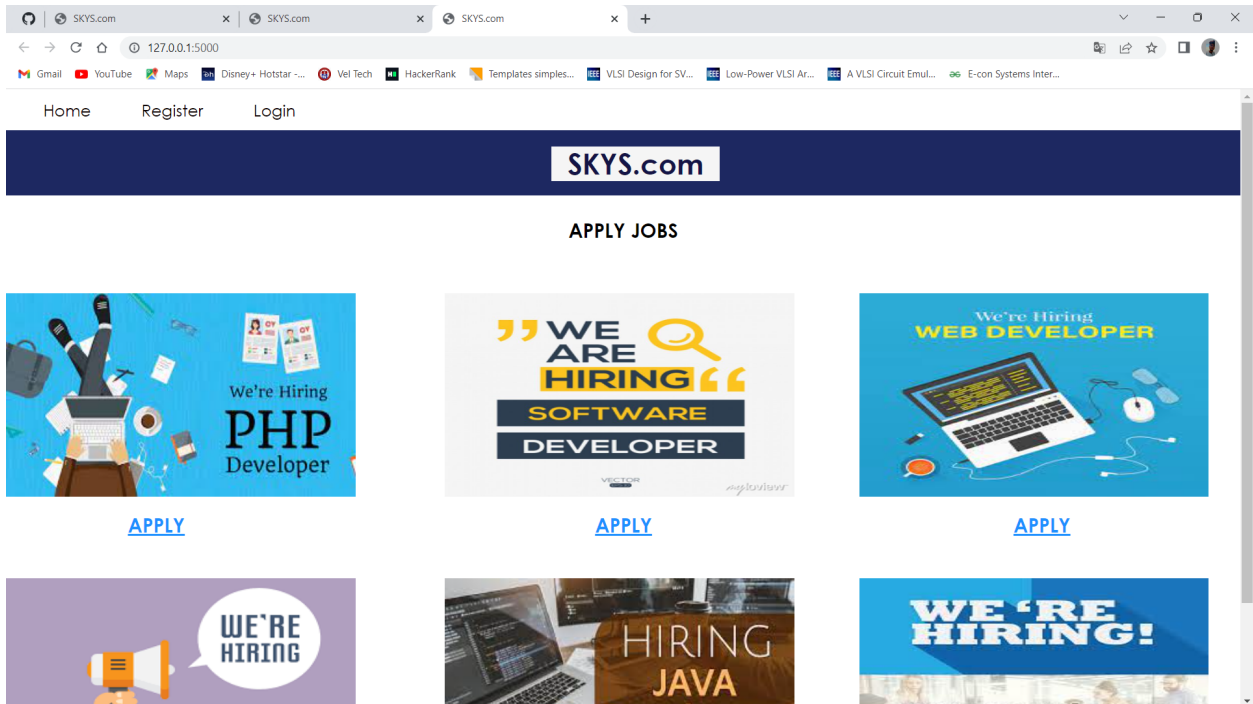 SKYS.com
SKYS.com
SKYS.com
127.0.0.1:5000
Gmail
YouTube
Maps
Disney+ Hotstar -...
Vel Tech
HackerRank
Templates simples...
VLSI Design for SV...
Low-Power VLSI Ar...
A VLSI Circuit Emul...
E-con Systems Inter...
Home
Register
Login
SKYS.com
APPLY JOBS
CV
CV
We're Hiring
PHP
Developer
WE
ARE
HIRING
SOFTWARE
DEVELOPER
VECTOR
We're Hiring
WEB DEVELOPER
APPLY
APPLY
APPLY
WE'RE
HIRING
HIRING
JAVA
WE 'RE
HIRING!